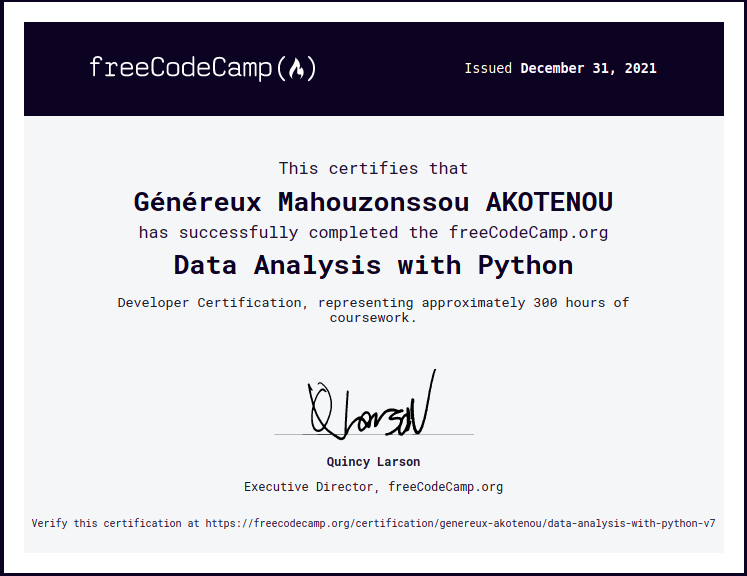 freeCodeCamp(🔥)
Issued December 31, 2021
This certifies that
Généreux Mahouzonssou AKOTENOU
has successfully completed the freeCodeCamp.org
Data Analysis with Python
Developer Certification, representing approximately 300 hours of
coursework.
Q Larson
Quincy Larson
Executive Director, freeCodeCamp.org
Verify this certification at https://freecodecamp.org/certification/genereux-akotenou/data-analysis-with-python-v7